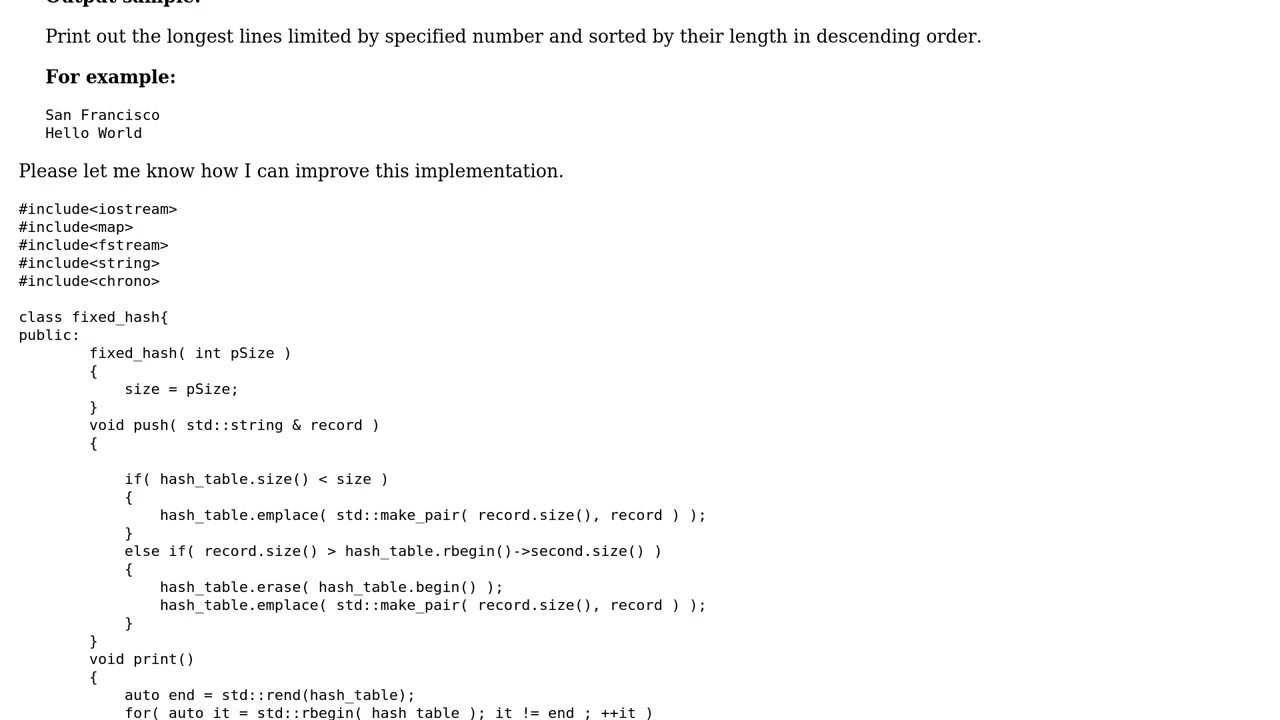 Output sample:
Print out the longest lines limited by specified number and sorted by their length in descending order.
For example:
San Francisco
Hello World
Please let me know how I can improve this implementation.
#include<iostream>
#include<map>
#include<fstream>
#include<string>
#include<chrono>
class fixed_hash{
public:
        fixed_hash( int pSize )
        {
            size = pSize;
        }
        void push( std::string & record )
        {
            if( hash_table.size() < size )
            {
                hash_table.emplace( std::make_pair( record.size(), record ) );
            }
            else if( record.size() > hash_table.rbegin()->second.size() )
            {
                hash_table.erase( hash_table.begin() );
                hash_table.emplace( std::make_pair( record.size(), record ) );
            }
        }
        void print()
        {
            auto end = std::rend(hash_table);
            for( auto it = std::rbegin( hash_table ); it != end ; ++it )